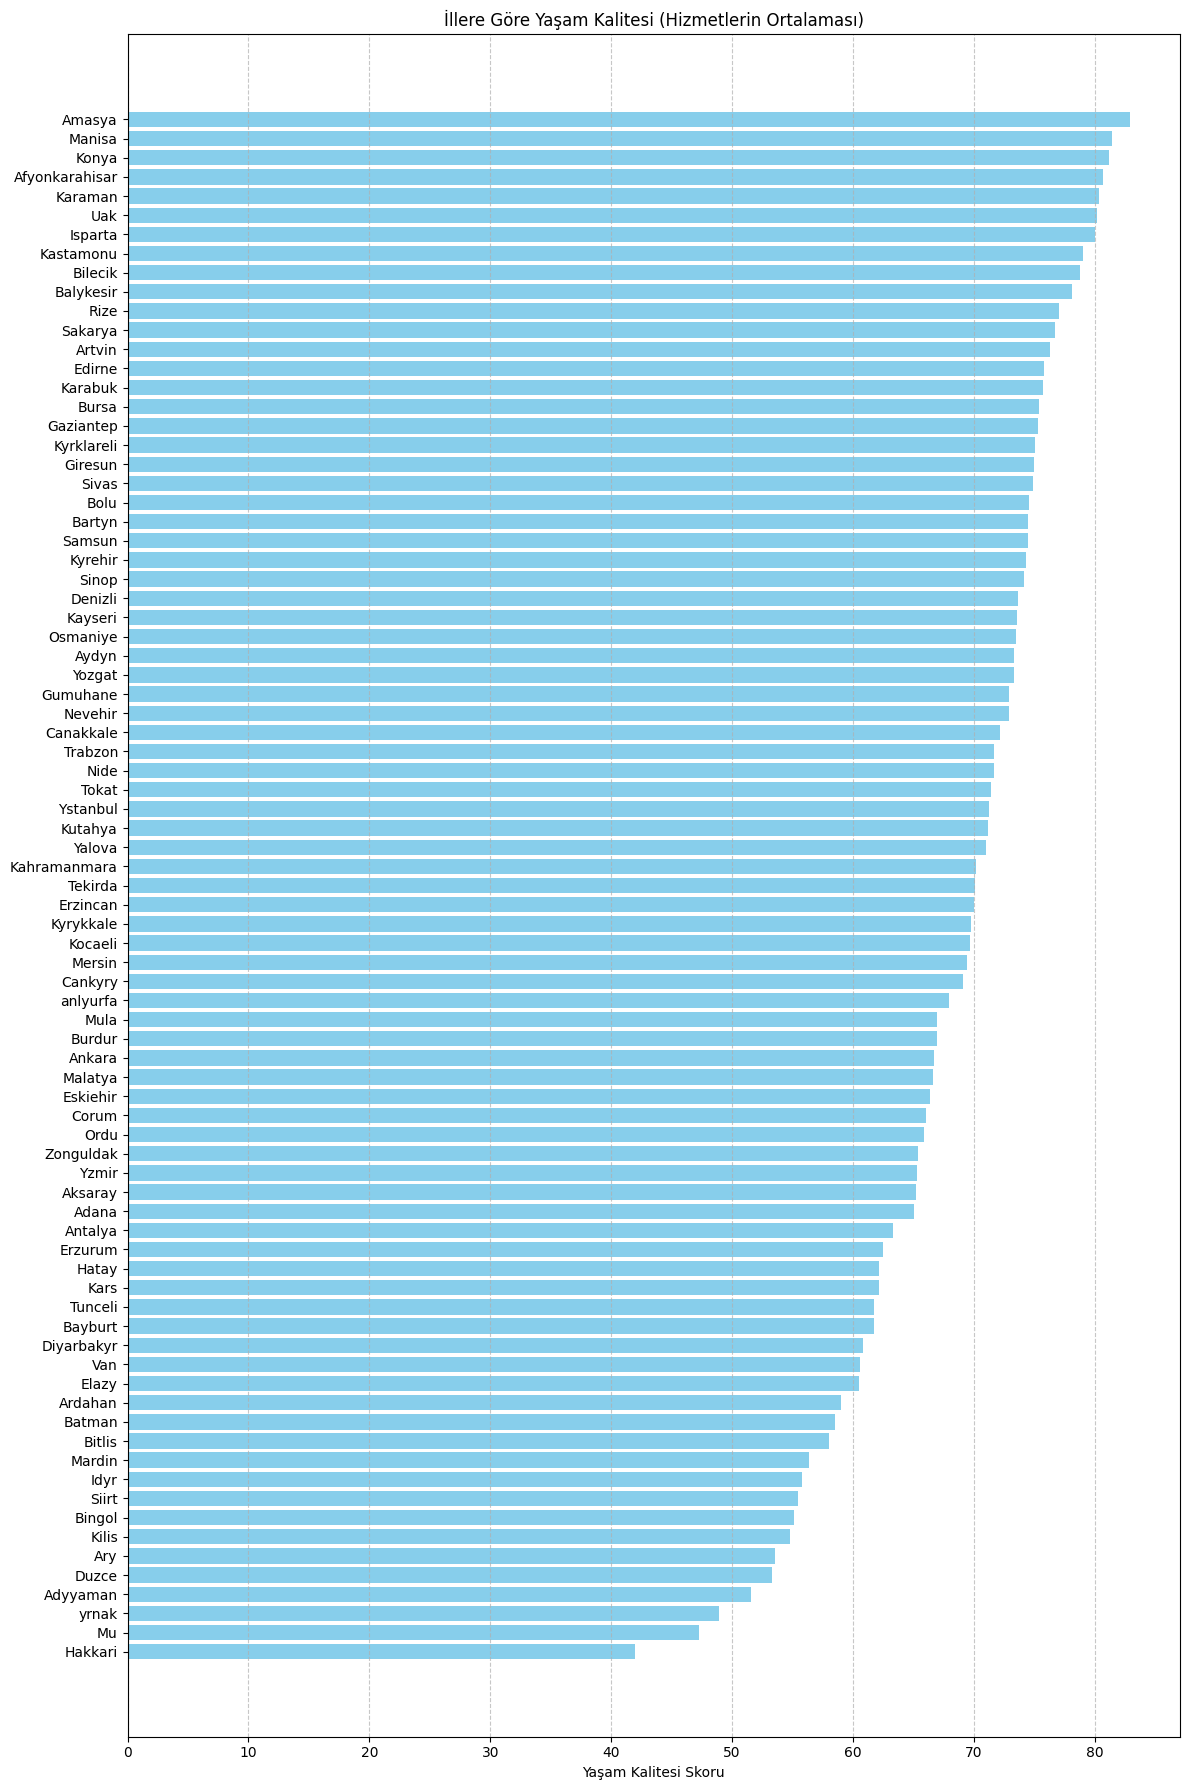 İllere Göre Yaşam Kalitesi (Hizmetlerin Ortalaması)
Amasya
Manisa
Konya
Afyonkarahisar
Karaman
Uak
Isparta
Kastamonu
Bilecik
Balykesir
Rize
Sakarya
Artvin
Edirne
Karabuk
Bursa
Gaziantep
Kyrklareli
Giresun
Sivas
Bolu
Bartyn
Samsun
Kyrehir
Sinop
Denizli
Kayseri
Osmaniye
Aydyn
Yozgat
Gumuhane
Nevehir
Canakkale
Trabzon
Nide
Tokat
Ystanbul
Kutahya
Yalova
Kahramanmara
Tekirda
Erzincan
Kyrykkale
Kocaeli
Mersin
Cankyry
anlyurfa
Mula
Burdur
Ankara
Malatya
Eskiehir
Corum
Ordu
Zonguldak
Yzmir
Aksaray
Adana
Antalya
Erzurum
Hatay
Kars
Tunceli
Bayburt
Diyarbakyr
Van
Elazy
Ardahan
Batman
Bitlis
Mardin
Idyr
Siirt
Bingol
Kilis
Ary
Duzce
Adyyaman
yrnak
Mu
Hakkari
0 10 20 30 40 50 60 70 80
Yaşam Kalitesi Skoru